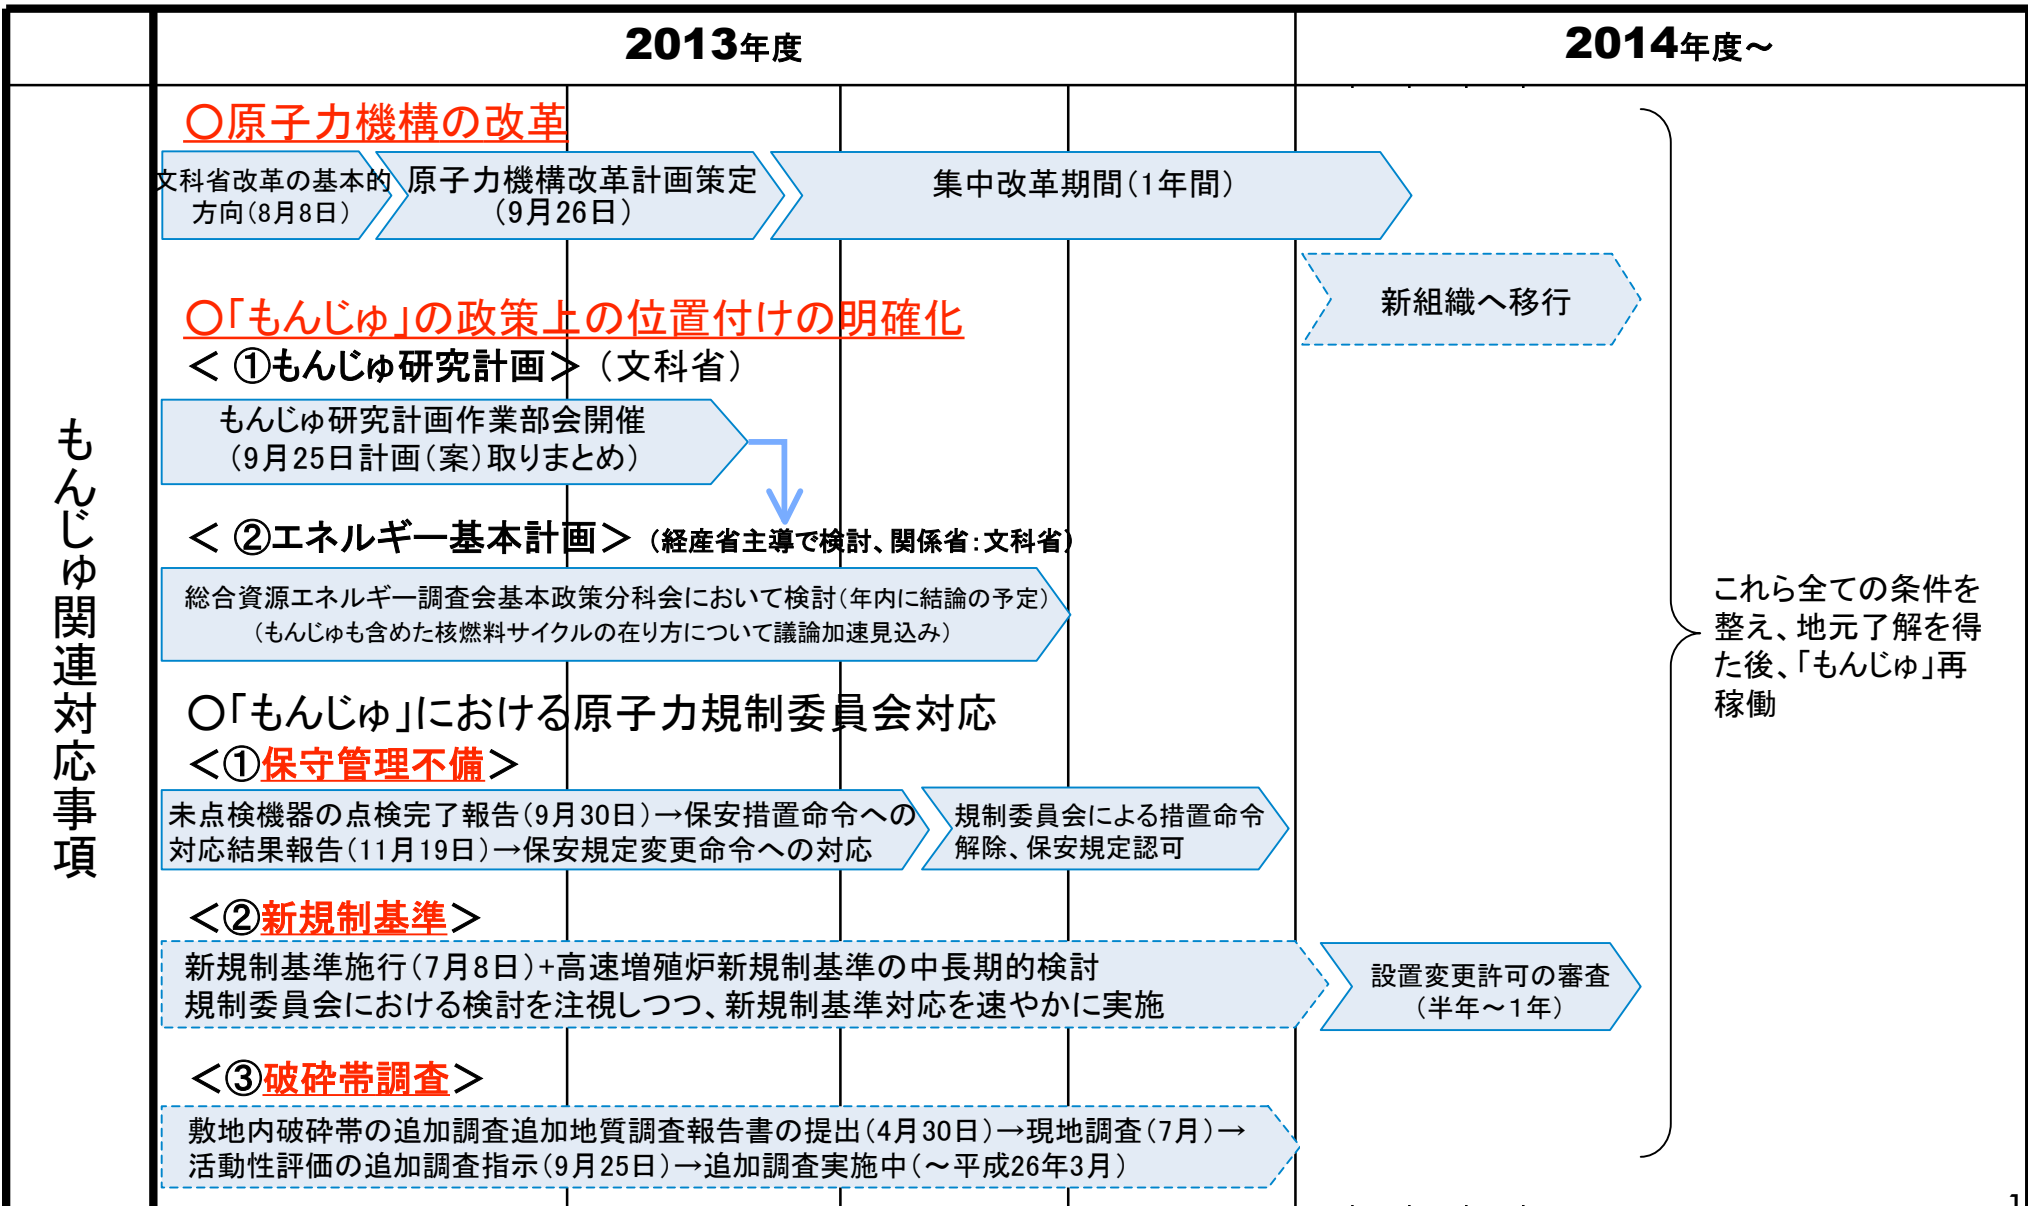 2013年度
2014年度～
もんじゅ関連対応事項
○原子力機構の改革
文科省改革の基本的
方向(8月8日)
原子力機構改革計画策定
(9月26日)
集中改革期間(1年間)
新組織へ移行
○「もんじゅ」の政策上の位置付けの明確化
＜ ①もんじゅ研究計画＞ (文科省)
もんじゅ研究計画作業部会開催
(9月25日計画(案)取りまとめ)
＜ ②エネルギー基本計画＞ (経産省主導で検討、関係省:文科省)
総合資源エネルギー調査会基本政策分科会において検討(年内に結論の予定)
(もんじゅも含めた核燃料サイクルの在り方について議論加速見込み)
○「もんじゅ」における原子力規制委員会対応
＜①保守管理不備＞
未点検機器の点検完了報告(9月30日)→保安措置命令への
対応結果報告(11月19日)→保安規定変更命令への対応
規制委員会による措置命令
解除、保安規定認可
＜②新規制基準＞
新規制基準施行(7月8日)+高速増殖炉新規制基準の中長期的検討
規制委員会における検討を注視しつつ、新規制基準対応を速やかに実施
設置変更許可の審査
(半年～1年)
＜③破砕帯調査＞
敷地内破砕帯の追加調査追加地質調査報告書の提出(4月30日)→現地調査(7月)→
活動性評価の追加調査指示(9月25日)→追加調査実施中(～平成26年3月)
これら全ての条件を
整え、地元了解を得
た後、「もんじゅ」再
稼働
1